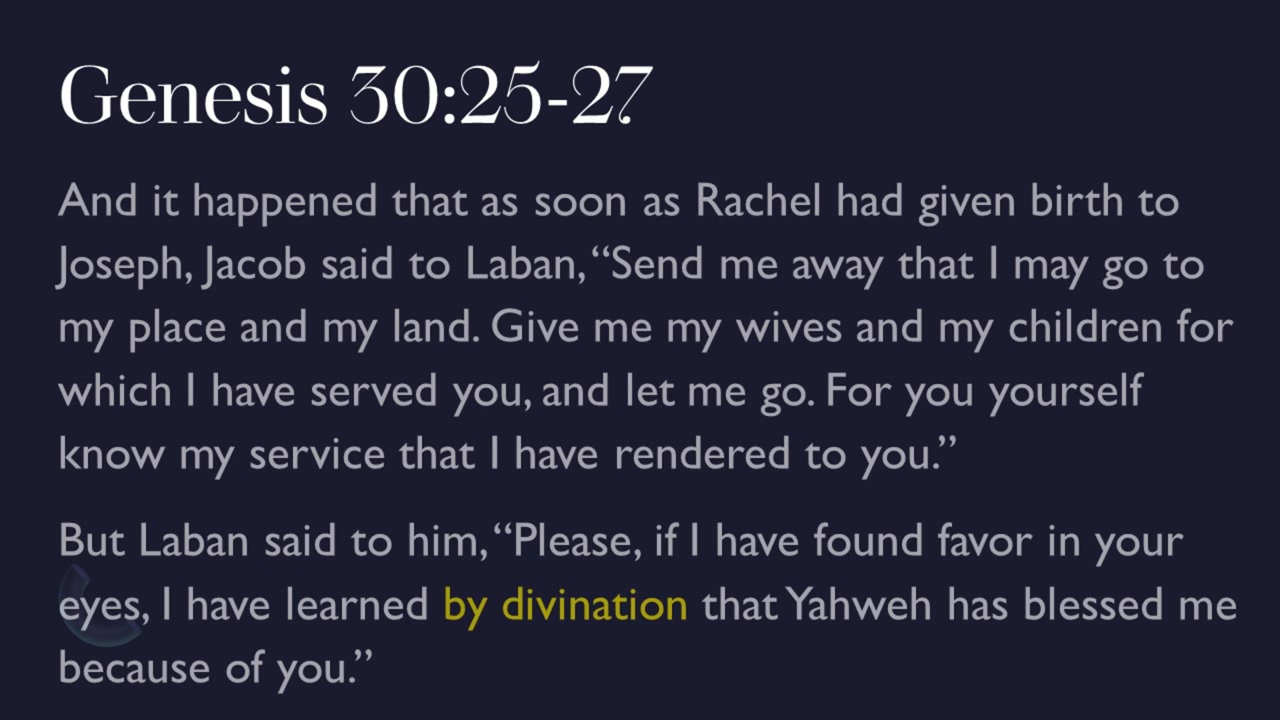 Genesis 30:25-27
And it happened that as soon as Rachel had given birth to
Joseph, Jacob said to Laban, “Send me away that I may go to
my place and my land. Give me my wives and my children for
which I have served you, and let me go. For you yourself
know my service that I have rendered to you.”
But Laban said to him, “Please, if I have found favor in your
eyes, I have learned by divination that Yahweh has blessed me
because of you.”